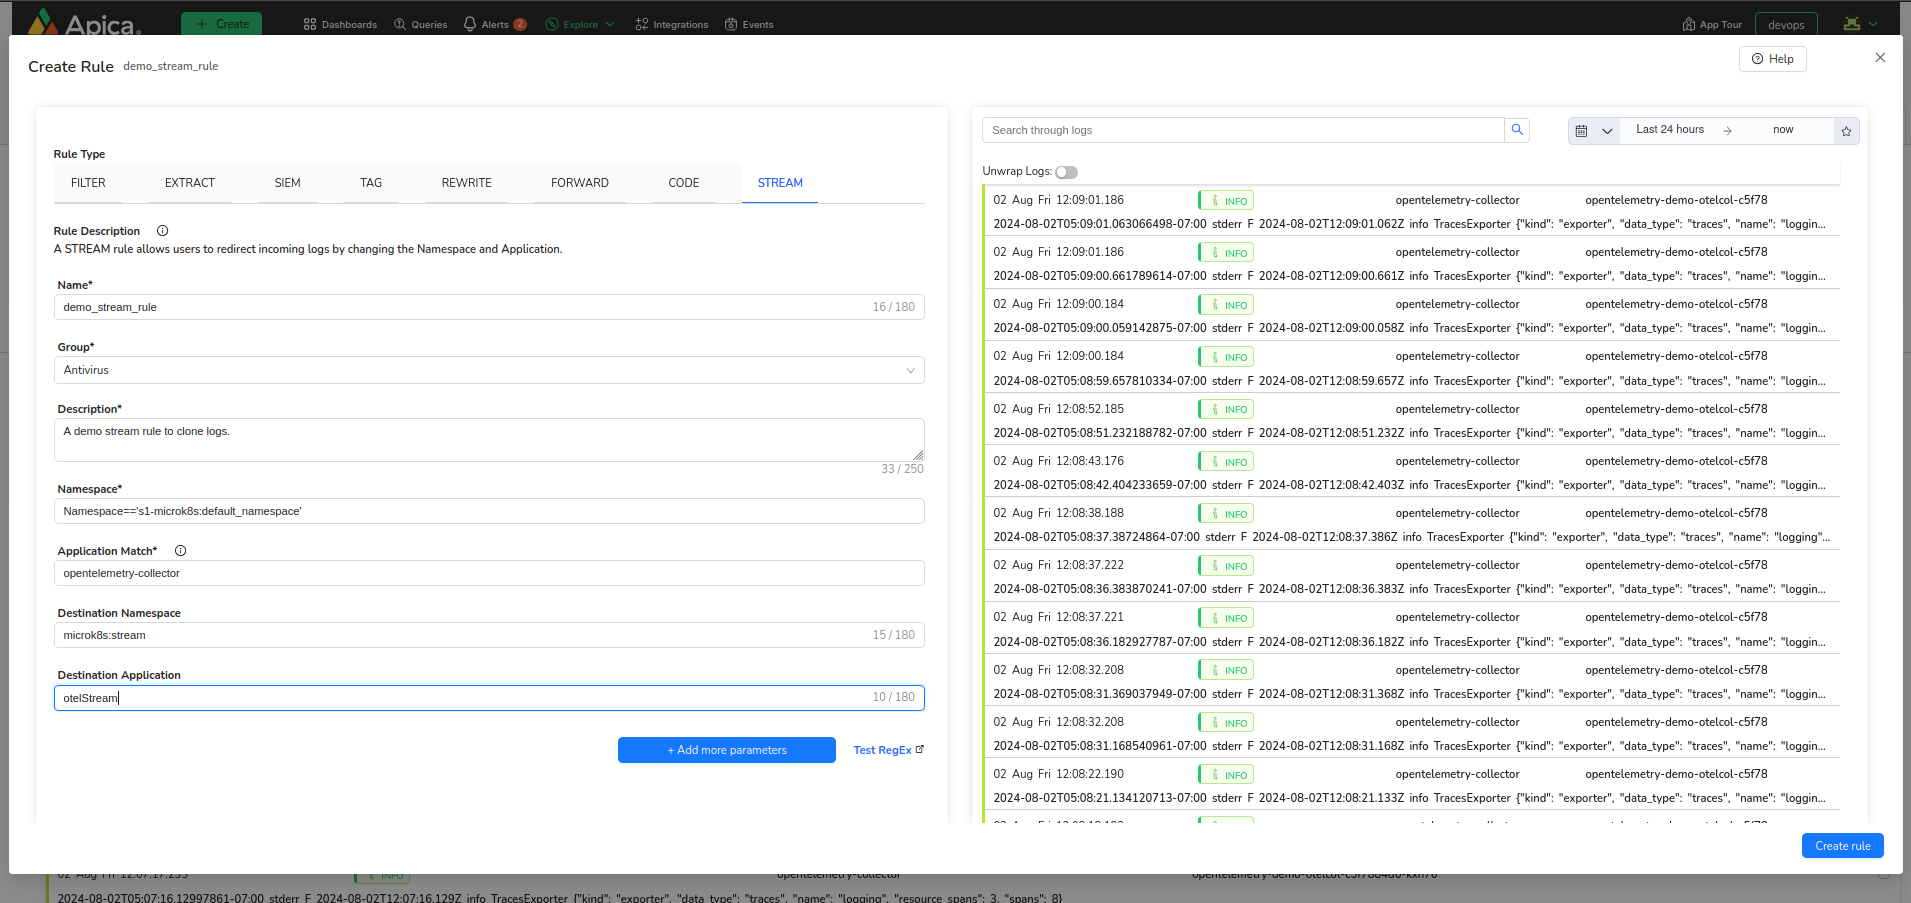 Apica
+ Create
Dashboards
Queries
Alerts 2
Explore
Integrations
Events
App Tour
devops
Create Rule demo_stream_rule
Help
Rule Type
FILTER EXTRACT SIEM TAG REWRITE FORWARD CODE STREAM
Rule Description
A STREAM rule allows users to redirect incoming logs by changing the Namespace and Application.
Name*
demo_stream_rule 16 / 180
Group*
Antivirus
Description*
A demo stream rule to clone logs.
33 / 250
Namespace*
Namespace=='s1-microk8s:default_namespace'
Application Match*
opentelemetry-collector
Destination Namespace
microk8s:stream 15 / 180
Destination Application
otelStream 10 / 180
+ Add more parameters
Test RegEx
Search through logs
Last 24 hours → now
Unwrap Logs:
02 Aug Fri 12:09:01.186 INFO opentelemetry-collector opentelemetry-demo-otelcol-c5f78
2024-08-02T05:09:01.063066498-07:00 stderr F 2024-08-02T12:09:01.062Z info TracesExporter {"kind": "exporter", "data_type": "traces", "name": "loggin...
02 Aug Fri 12:09:01.186 INFO opentelemetry-collector opentelemetry-demo-otelcol-c5f78
2024-08-02T05:09:00.661789614-07:00 stderr F 2024-08-02T12:09:00.661Z info TracesExporter {"kind": "exporter", "data_type": "traces", "name": "loggin...
02 Aug Fri 12:09:00.184 INFO opentelemetry-collector opentelemetry-demo-otelcol-c5f78
2024-08-02T05:09:00.059142875-07:00 stderr F 2024-08-02T12:09:00.058Z info TracesExporter {"kind": "exporter", "data_type": "traces", "name": "loggin...
02 Aug Fri 12:09:00.184 INFO opentelemetry-collector opentelemetry-demo-otelcol-c5f78
2024-08-02T05:08:59.657810334-07:00 stderr F 2024-08-02T12:08:59.657Z info TracesExporter {"kind": "exporter", "data_type": "traces", "name": "loggin...
02 Aug Fri 12:08:52.185 INFO opentelemetry-collector opentelemetry-demo-otelcol-c5f78
2024-08-02T05:08:51.232188782-07:00 stderr F 2024-08-02T12:08:51.232Z info TracesExporter {"kind": "exporter", "data_type": "traces", "name": "loggin...
02 Aug Fri 12:08:43.176 INFO opentelemetry-collector opentelemetry-demo-otelcol-c5f78
2024-08-02T05:08:42.404233659-07:00 stderr F 2024-08-02T12:08:42.403Z info TracesExporter {"kind": "exporter", "data_type": "traces", "name": "loggin...
02 Aug Fri 12:08:38.188 INFO opentelemetry-collector opentelemetry-demo-otelcol-c5f78
2024-08-02T05:08:37.38724864-07:00 stderr F 2024-08-02T12:08:37.386Z info TracesExporter {"kind": "exporter", "data_type": "traces", "name": "logging"...
02 Aug Fri 12:08:37.222 INFO opentelemetry-collector opentelemetry-demo-otelcol-c5f78
2024-08-02T05:08:36.383870241-07:00 stderr F 2024-08-02T12:08:36.383Z info TracesExporter {"kind": "exporter", "data_type": "traces", "name": "loggin...
02 Aug Fri 12:08:37.221 INFO opentelemetry-collector opentelemetry-demo-otelcol-c5f78
2024-08-02T05:08:36.182927787-07:00 stderr F 2024-08-02T12:08:36.182Z info TracesExporter {"kind": "exporter", "data_type": "traces", "name": "loggin...
02 Aug Fri 12:08:32.208 INFO opentelemetry-collector opentelemetry-demo-otelcol-c5f78
2024-08-02T05:08:31.369037949-07:00 stderr F 2024-08-02T12:08:31.368Z info TracesExporter {"kind": "exporter", "data_type": "traces", "name": "loggin...
02 Aug Fri 12:08:32.208 INFO opentelemetry-collector opentelemetry-demo-otelcol-c5f78
2024-08-02T05:08:31.168540961-07:00 stderr F 2024-08-02T12:08:31.168Z info TracesExporter {"kind": "exporter", "data_type": "traces", "name": "loggin...
02 Aug Fri 12:08:22.190 INFO opentelemetry-collector opentelemetry-demo-otelcol-c5f78
2024-08-02T05:08:21.134120713-07:00 stderr F 2024-08-02T12:08:21.133Z info TracesExporter {"kind": "exporter", "data_type": "traces", "name": "loggin...
Create rule
2024-08-02T05:07:16.12997861-07:00 stderr F 2024-08-02T12:07:16.129Z info TracesExporter {"kind": "exporter", "data_type": "traces", "name": "logging", "resource_spans": 3, "spans": 8}